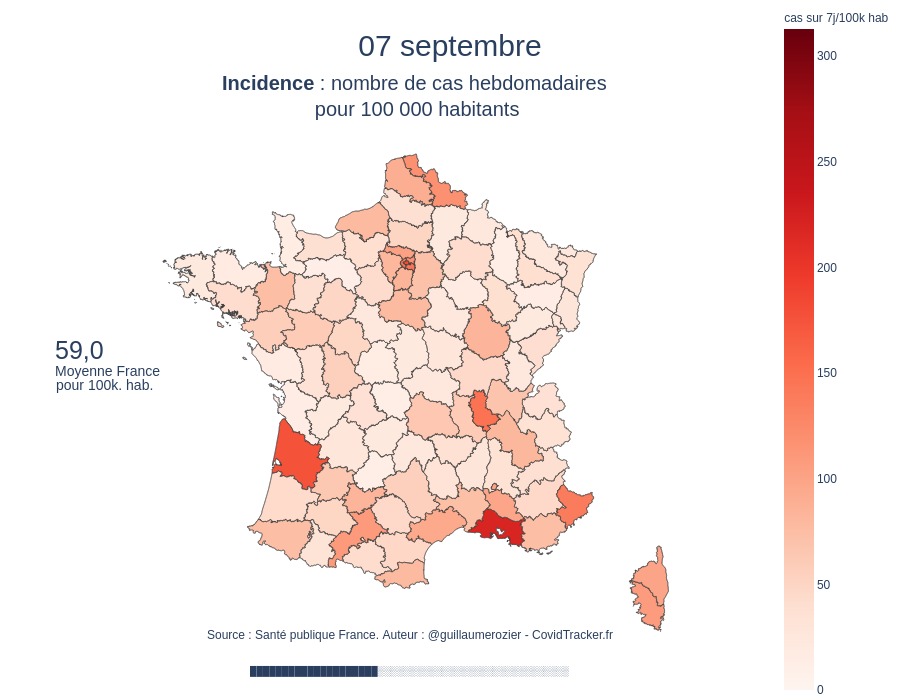 cas sur 7j/100k hab
07 septembre
Incidence : nombre de cas hebdomadaires
pour 100 000 habitants
300
250
200
150
100
50
0
59,0
Moyenne France
pour 100k. hab.
Source : Santé publique France. Auteur : @guillaumerozier - CovidTracker.fr